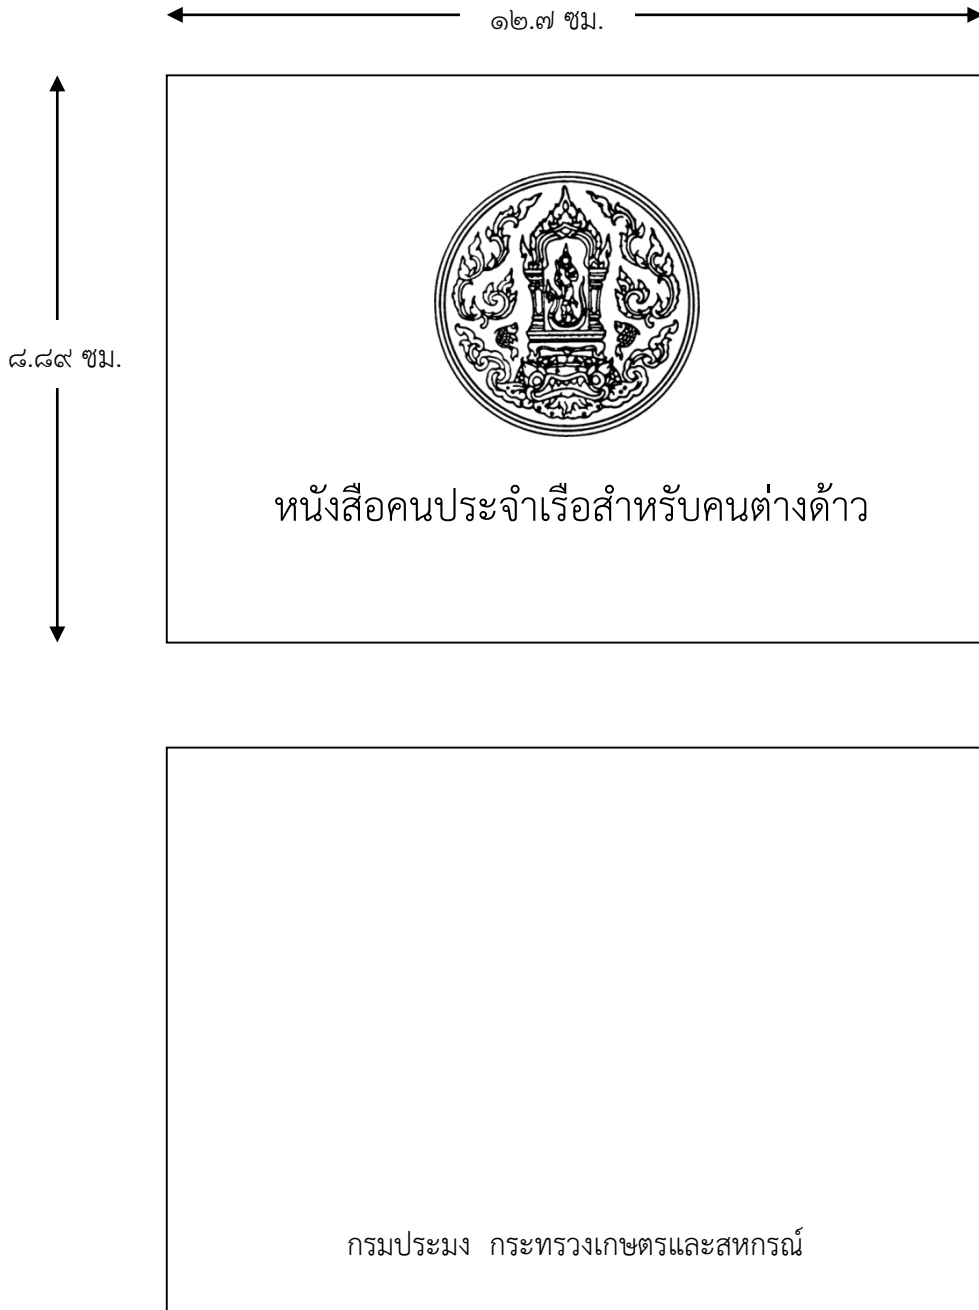 ๑๒.๗ ซม.
๘.๘๙ ซม.
หนังสือคนประจำเรือสำหรับคนต่างด้าว
กรมประมง กระทรวงเกษตรและสหกรณ์